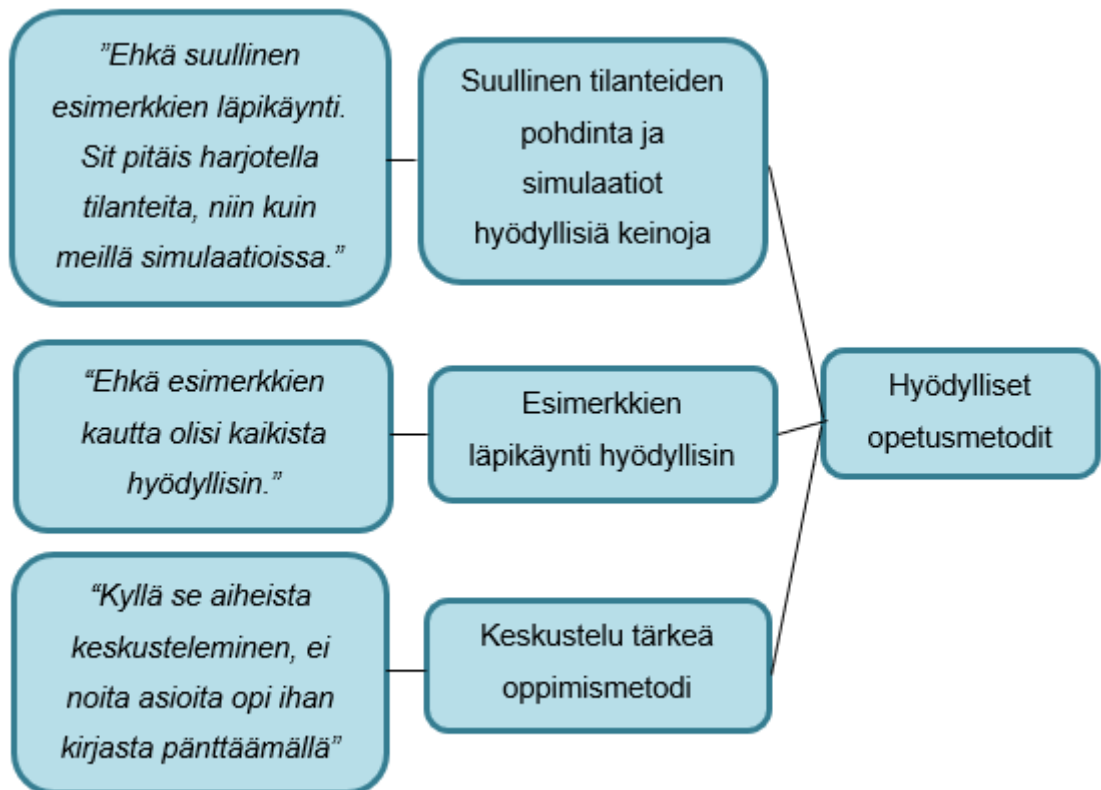 ”Ehkä suullinen
esimerkkien läpikäynti.
Sit pitäis harjotella
tilanteita, niin kuin
meillä simulaatioissa.”
Suullinen tilanteiden
pohdinta ja
simulaatiot
hyödyllisiä keinoja
“Ehkä esimerkkien
kautta olisi kaikista
hyödyllisin.”
Esimerkkien
läpikäynti hyödyllisin
“Kyllä se aiheista
keskusteleminen, ei
noita asioita opi ihan
kirjasta pänttäämällä”
Keskustelu tärkeä
oppimismetodi
Hyödylliset
opetusmetodit